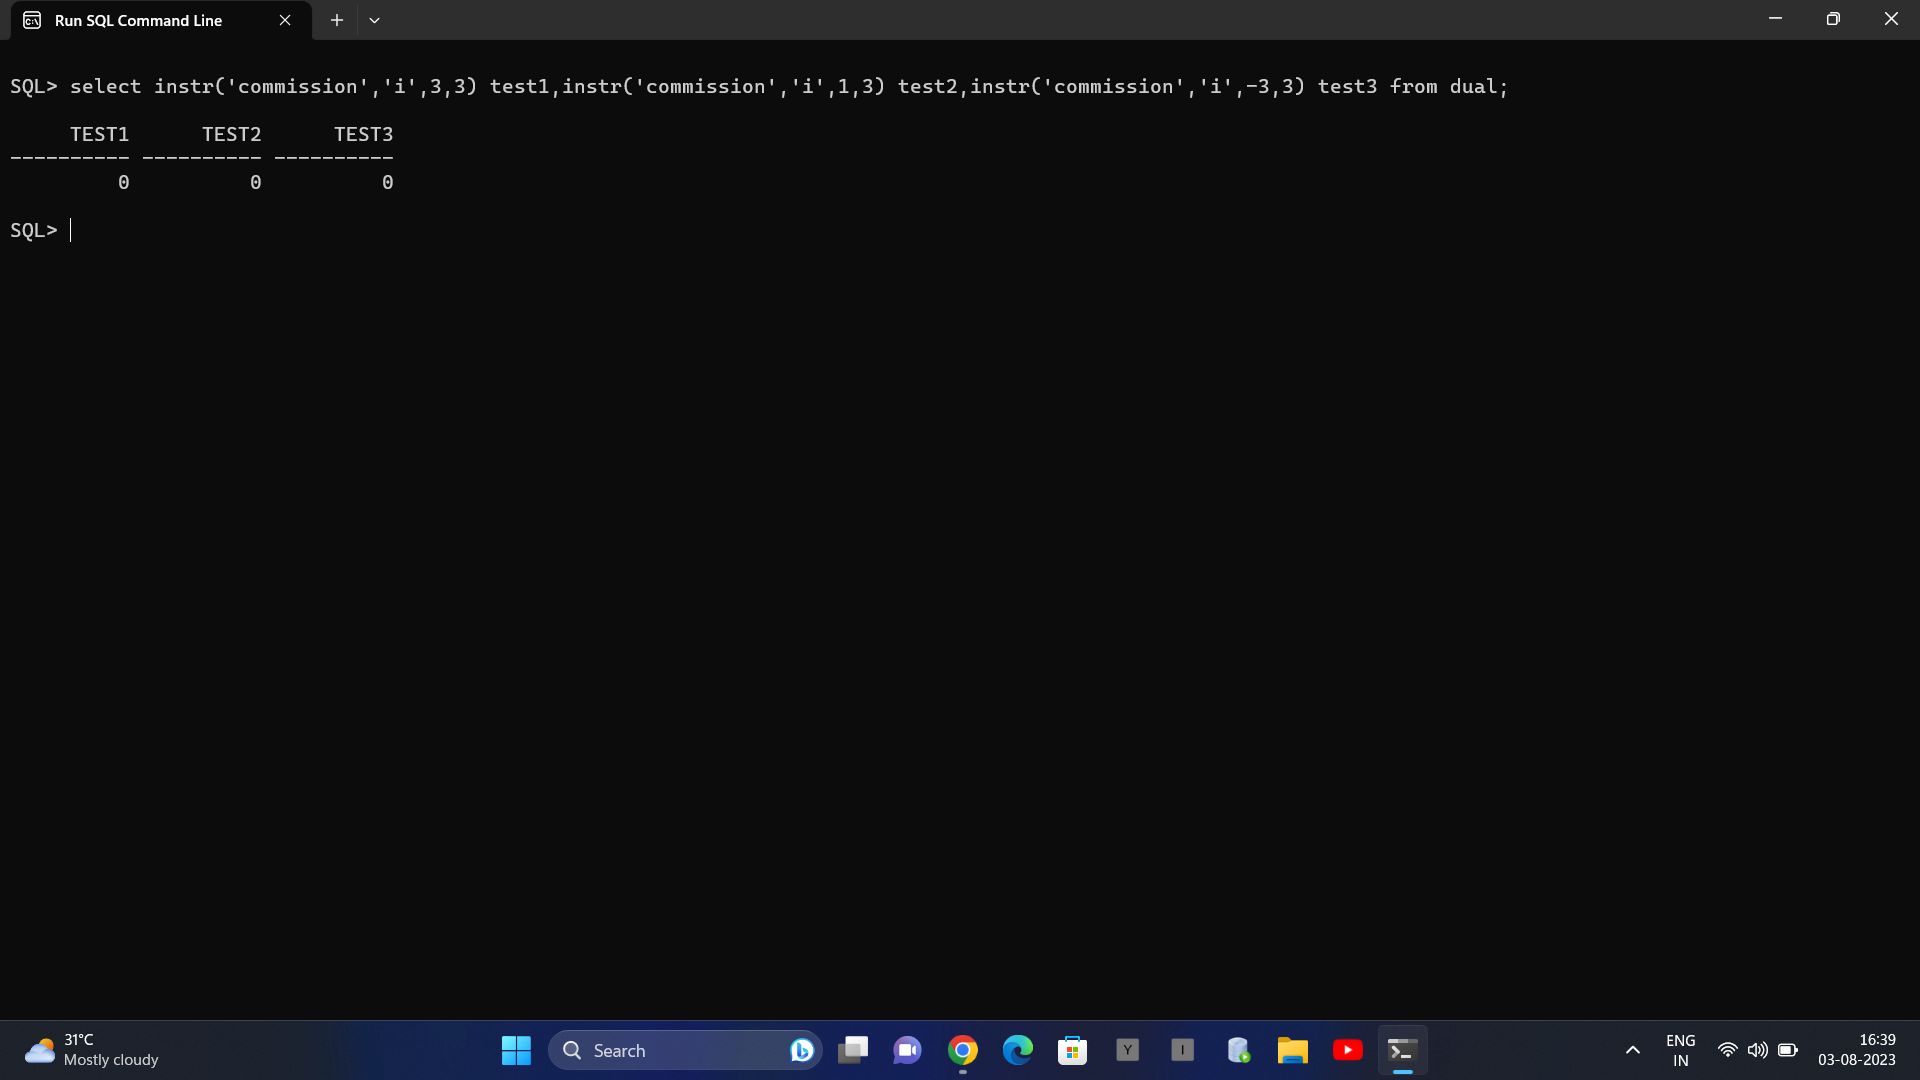 Run SQL Command Line
SQL> select instr('commission','i',3,3) test1,instr('commission','i',1,3) test2,instr('commission','i',-3,3) test3 from dual;
TEST1 TEST2 TEST3
---------- ---------- ----------
0 0 0
SQL>
31°C
Mostly cloudy
Search
Y
I
ENG
IN
16:39
03-08-2023